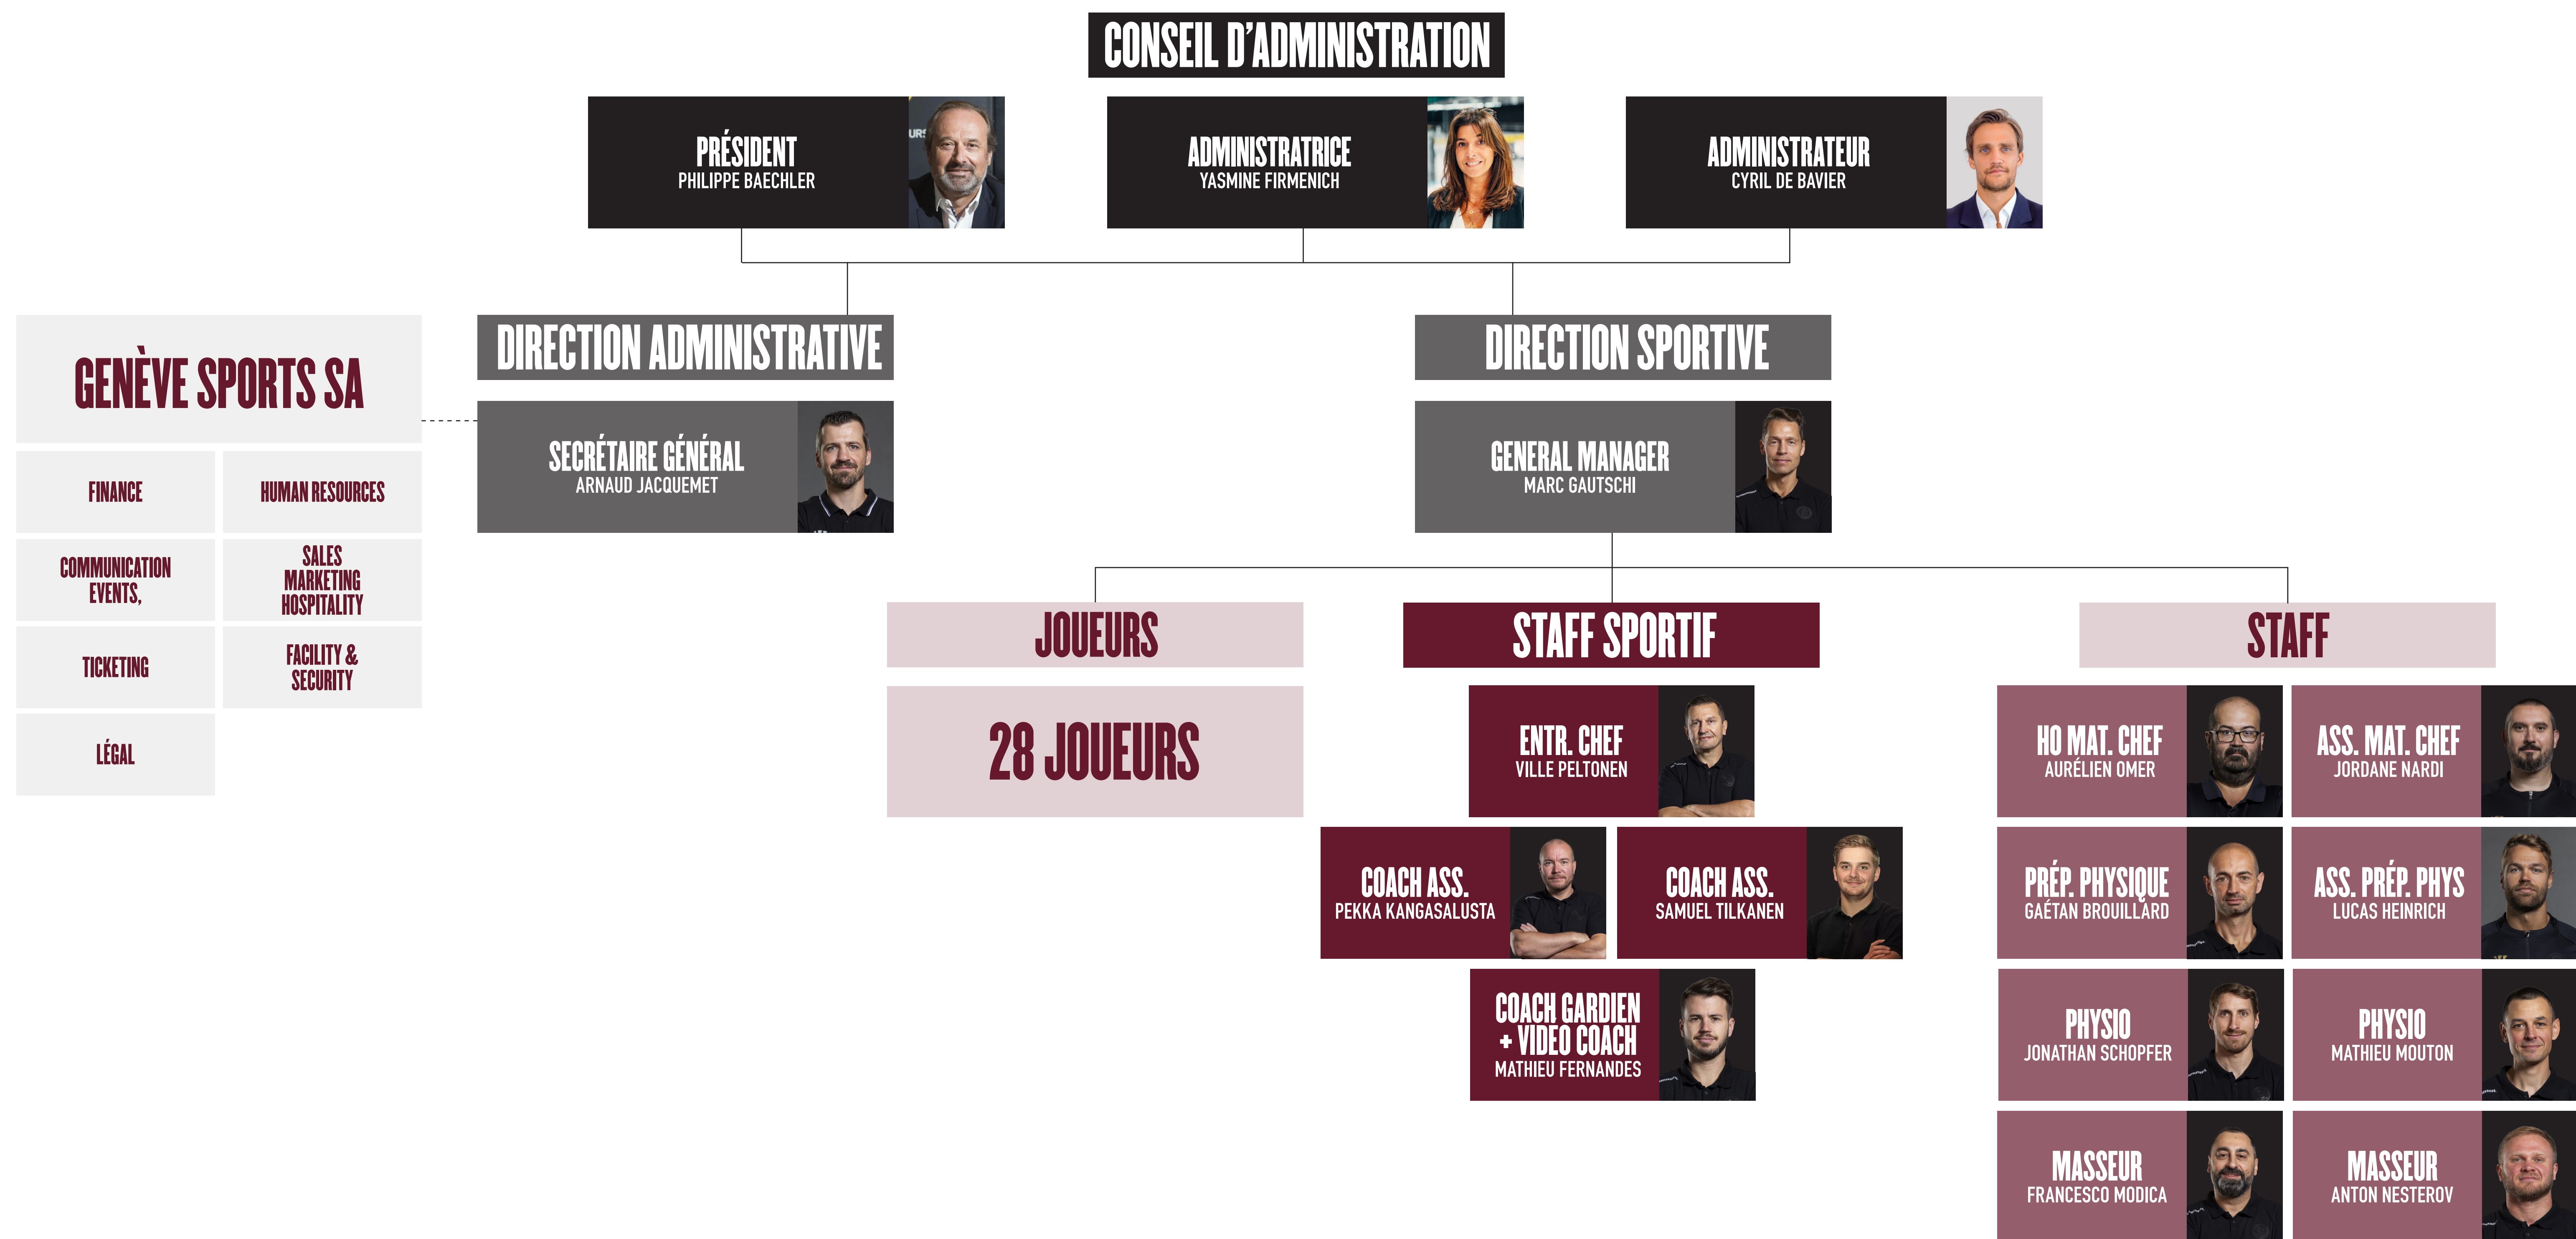 CONSEIL D'ADMINISTRATION
PRÉSIDENT
PHILIPPE BAECHLER
ADMINISTRATRICE
YASMINE FIRMENICH
ADMINISTRATEUR
CYRIL DE BAVIER
GENÈVE SPORTS SA
FINANCE
HUMAN RESOURCES
COMMUNICATION
EVENTS,
SALES
MARKETING
HOSPITALITY
TICKETING
FACILITY &
SECURITY
LÉGAL
DIRECTION ADMINISTRATIVE
SECRÉTAIRE GÉNÉRAL
ARNAUD JACQUEMET
DIRECTION SPORTIVE
GENERAL MANAGER
MARC GAUTSCHI
JOUEURS
28 JOUEURS
STAFF SPORTIF
ENTR. CHEF
VILLE PELTONEN
COACH ASS.
PEKKA KANGASALUSTA
COACH ASS.
SAMUEL TILKANEN
COACH GARDIEN
+ VIDÉO COACH
MATHIEU FERNANDES
STAFF
HO MAT. CHEF
AURÉLIEN OMER
ASS. MAT. CHEF
JORDANE NARDI
PRÉP. PHYSIQUE
GAÉTAN BROUILLARD
ASS. PRÉP. PHYS
LUCAS HEINRICH
PHYSIO
JONATHAN SCHOPFER
PHYSIO
MATHIEU MOUTON
MASSEUR
FRANCESCO MODICA
MASSEUR
ANTON NESTEROV